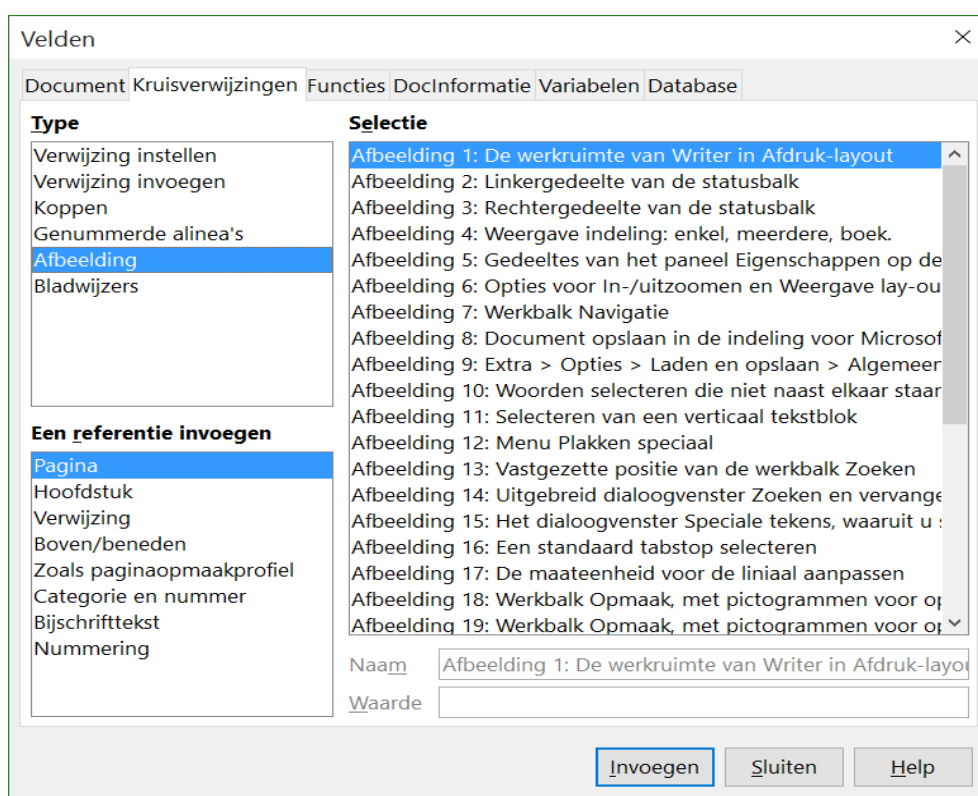 Velden
Document Kruisverwijzingen Functies DocInformatie Variabelen Database
Type
Verwijzing instellen
Verwijzing invoegen
Koppen
Genummerde alinea's
Afbeelding
Bladwijzers
Een referentie invoegen
Pagina
Hoofdstuk
Verwijzing
Boven/beneden
Zoals paginaopmaakprofiel
Categorie en nummer
Bijschrifttekst
Nummering
Selectie
Afbeelding 1: De werkruimte van Writer in Afdruk-layout
Afbeelding 2: Linkergedeelte van de statusbalk
Afbeelding 3: Rechtergedeelte van de statusbalk
Afbeelding 4: Weergave indeling: enkel, meerdere, boek.
Afbeelding 5: Gedeeltes van het paneel Eigenschappen op de
Afbeelding 6: Opties voor In-/uitzoomen en Weergave lay-ou
Afbeelding 7: Werkbalk Navigatie
Afbeelding 8: Document opslaan in de indeling voor Microsof
Afbeelding 9: Extra > Opties > Laden en opslaan > Algemeen
Afbeelding 10: Woorden selecteren die niet naast elkaar staan
Afbeelding 11: Selecteren van een verticaal tekstblok
Afbeelding 12: Menu Plakken speciaal
Afbeelding 13: Vastgezette positie van de werkbalk Zoeken
Afbeelding 14: Uitgebreid dialoogvenster Zoeken en vervange
Afbeelding 15: Het dialoogvenster Speciale tekens, waaruit u
Afbeelding 16: Een standaard tabstop selecteren
Afbeelding 17: De maateenheid voor de liniaal aanpassen
Afbeelding 18: Werkbalk Opmaak, met pictogrammen voor op
Afbeelding 19: Werkbalk Opmaak, met pictogrammen voor op
Naam Afbeelding 1: De werkruimte van Writer in Afdruk-layou
Waarde
Invoegen Sluiten Help